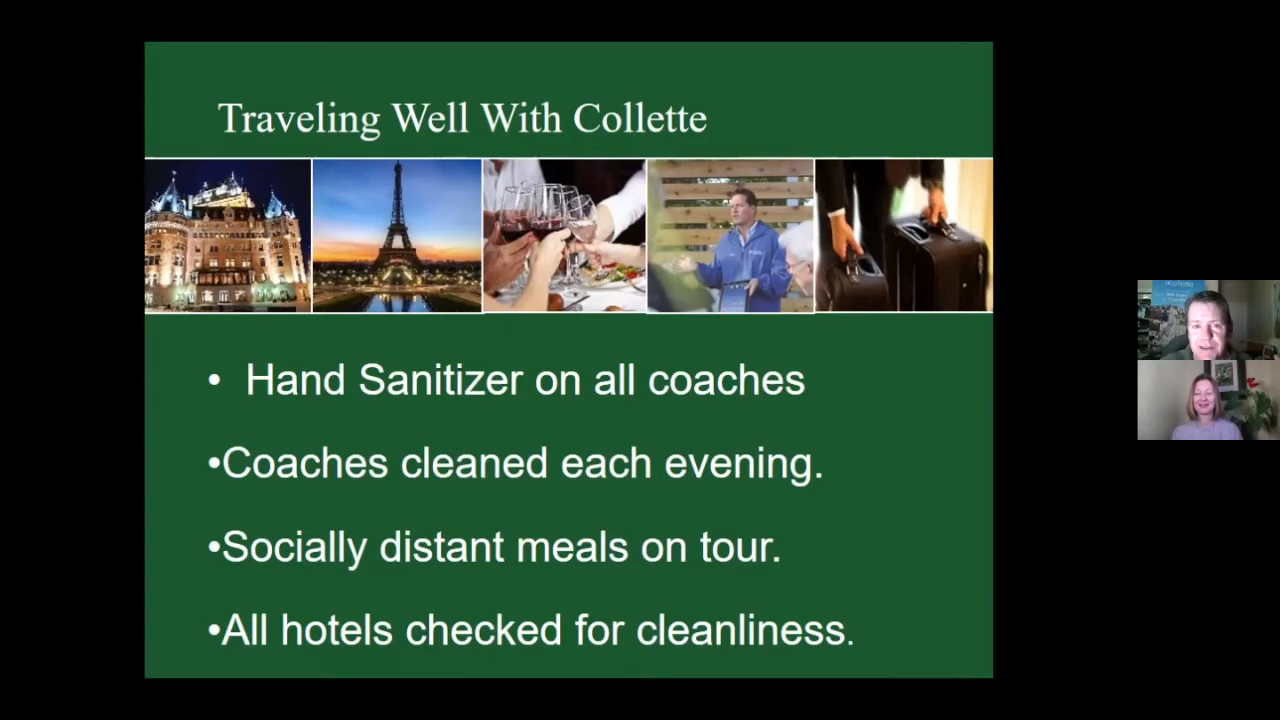 Traveling Well With Collette
• Hand Sanitizer on all coaches
•Coaches cleaned each evening.
•Socially distant meals on tour.
•All hotels checked for cleanliness.